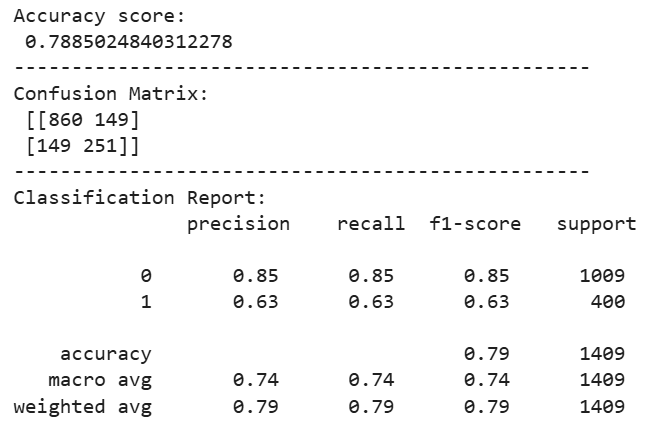 Accuracy score:
 0.7885024840312278
--------------------------------------------------
Confusion Matrix:
 [[860 149]
 [149 251]]
--------------------------------------------------
Classification Report:
               precision    recall  f1-score   support

           0       0.85      0.85      0.85      1009
           1       0.63      0.63      0.63       400

    accuracy                           0.79      1409
   macro avg       0.74      0.74      0.74      1409
weighted avg       0.79      0.79      0.79      1409